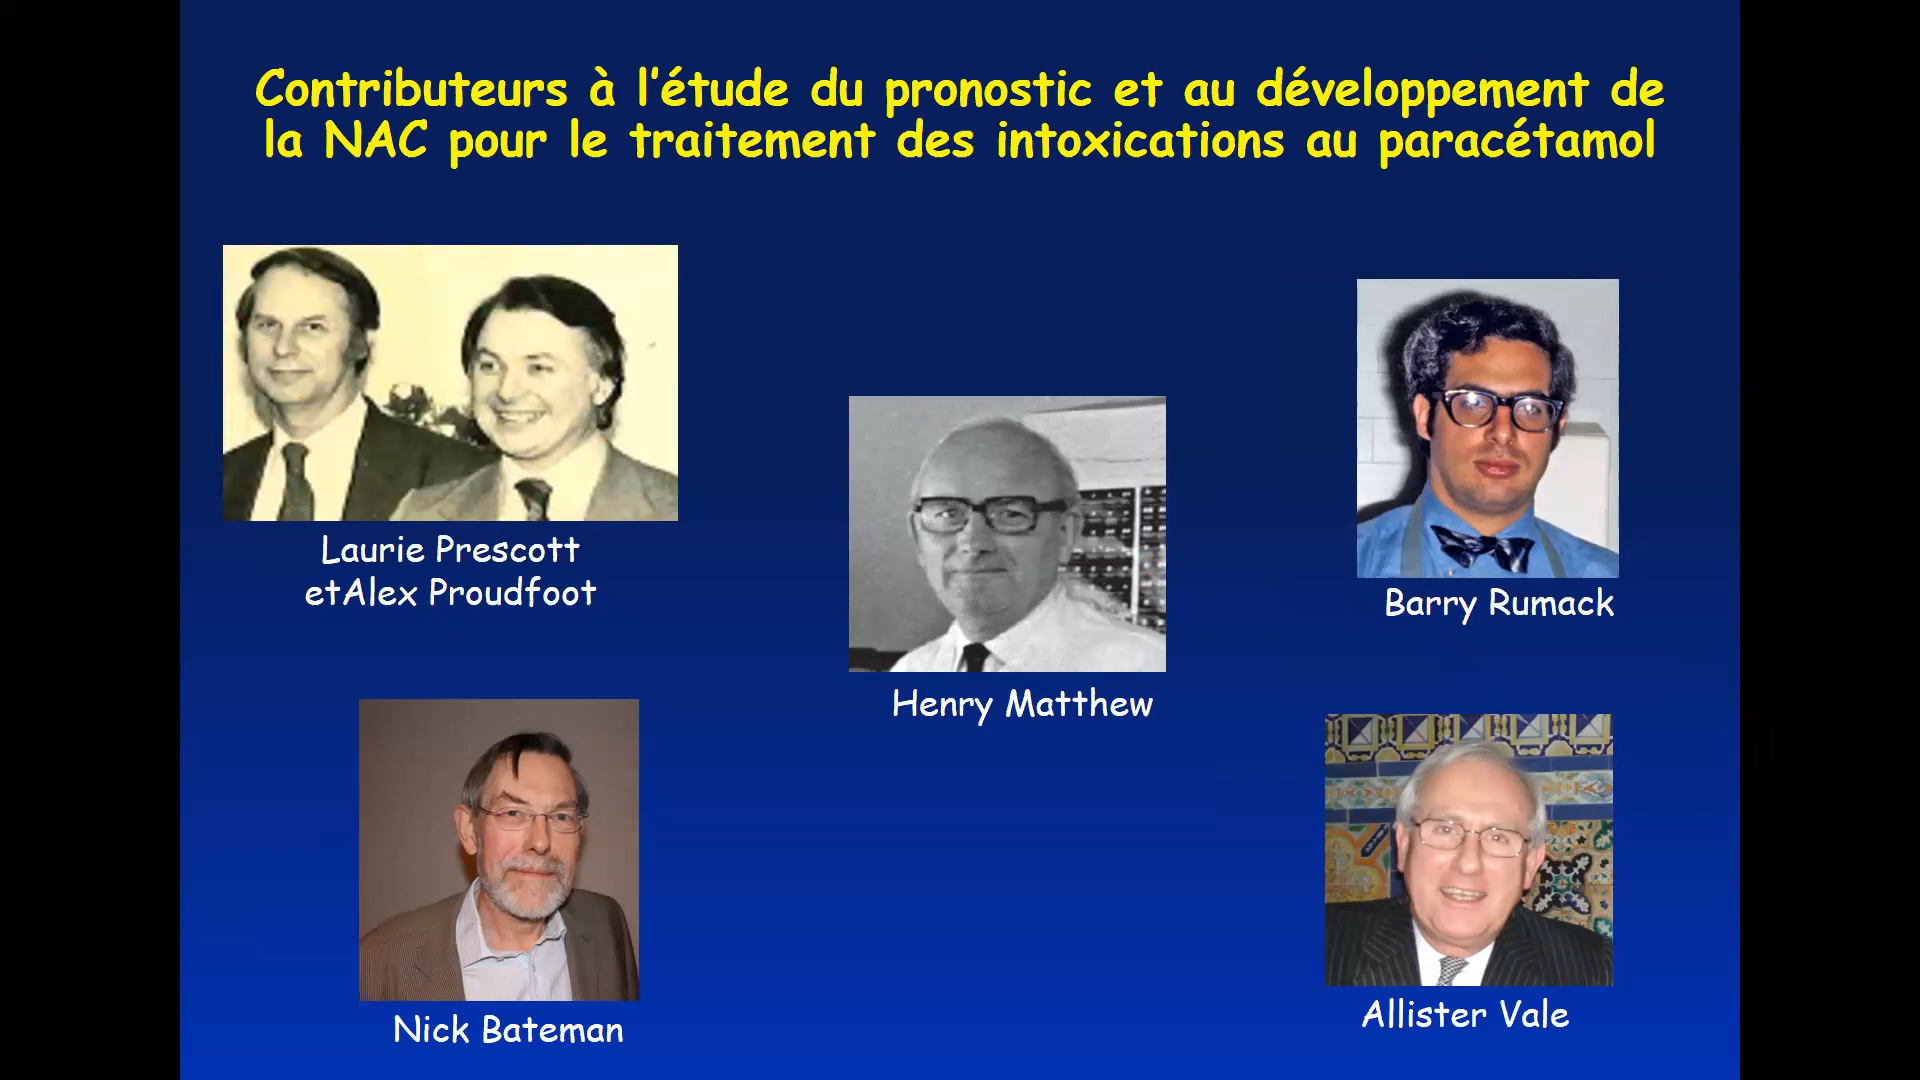 Contributeurs à l'étude du pronostic et au développement de
la NAC pour le traitement des intoxications au paracétamol
Laurie Prescott
etAlex Proudfoot
Henry Matthew
Barry Rumack
Nick Bateman
Allister Vale